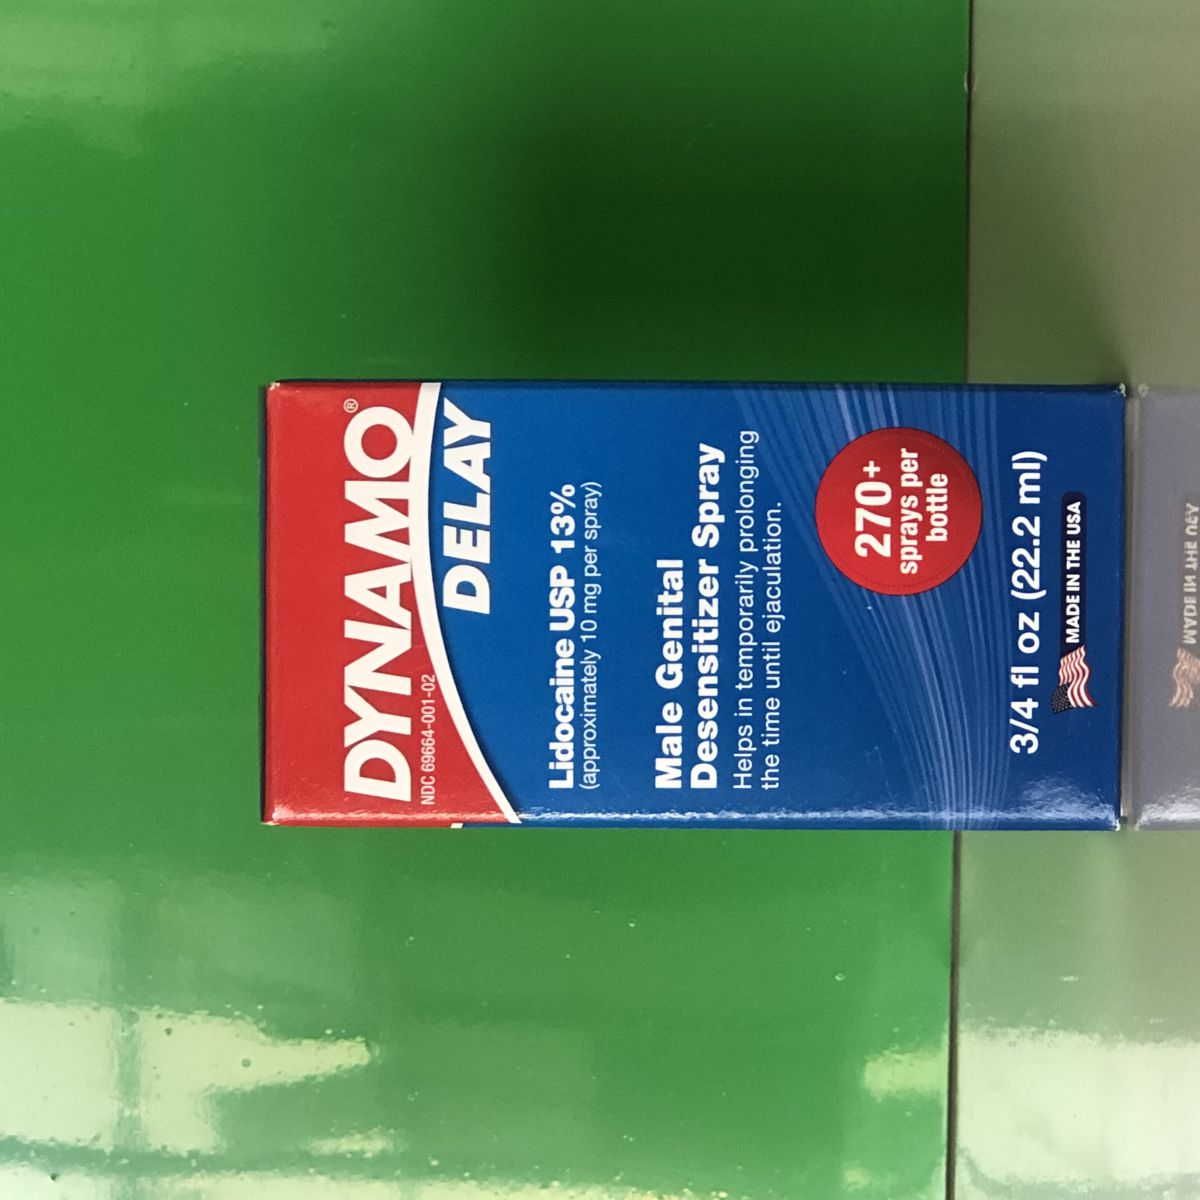 DYNAMO®
NDC 69664-001-02
DELAY
Lidocaine USP 13%
(approximately 10 mg per spray)
Male Genital
Desensitizer Spray
Helps in temporarily prolonging
the time until ejaculation.
270+
sprays per
bottle
3/4 fl oz (22.2 ml)
MADE IN THE USA